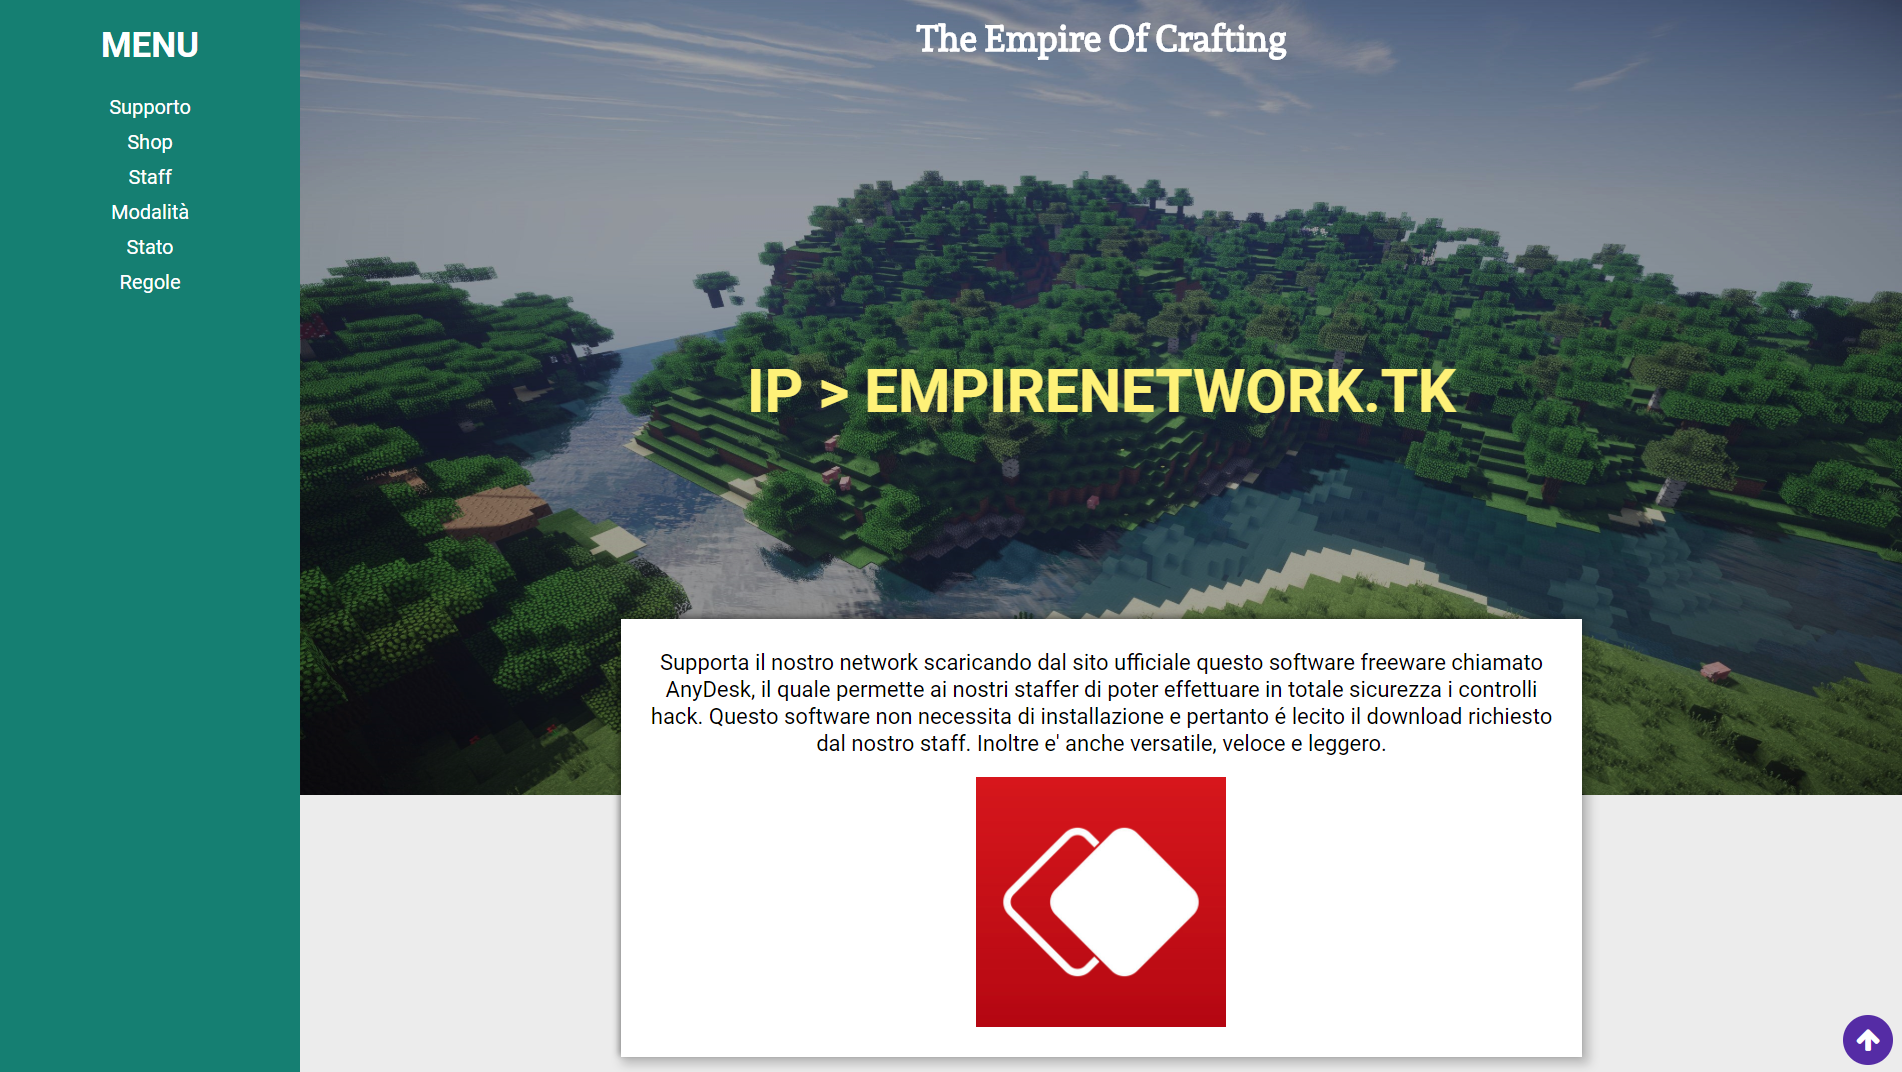 MENU
Supporto
Shop
Staff
Modalità
Stato
Regole
The Empire Of Crafting
IP > EMPIRENETWORK.TK
Supporta il nostro network scaricando dal sito ufficiale questo software freeware chiamato
AnyDesk, il quale permette ai nostri staffer di poter effettuare in totale sicurezza i controlli
hack. Questo software non necessita di installazione e pertanto é lecito il download richiesto
dal nostro staff. Inoltre e' anche versatile, veloce e leggero.